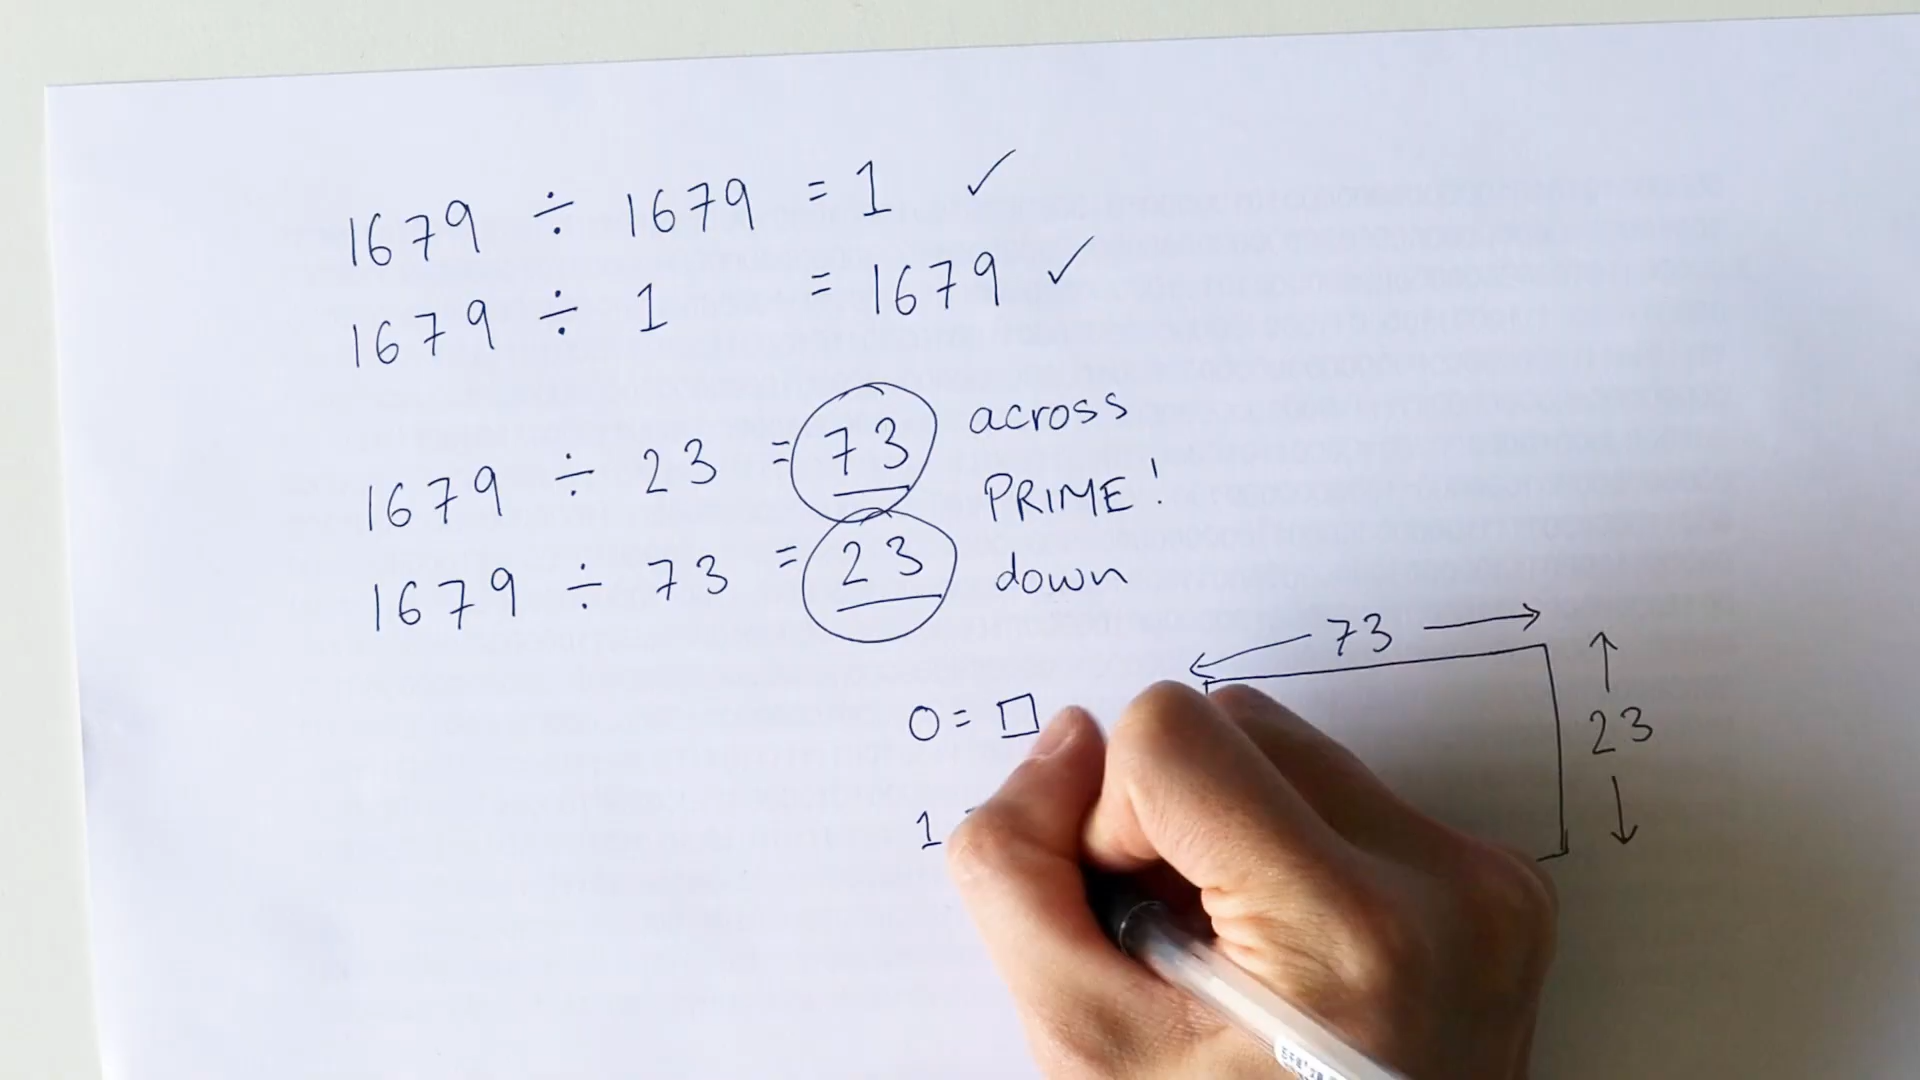 1679 ÷ 1679 = 1 ✓
1679 ÷ 1 = 1679 ✓
1679 ÷ 23 = 73 across
PRIME!
1679 ÷ 73 = 23 down
73
23
0 = □
1